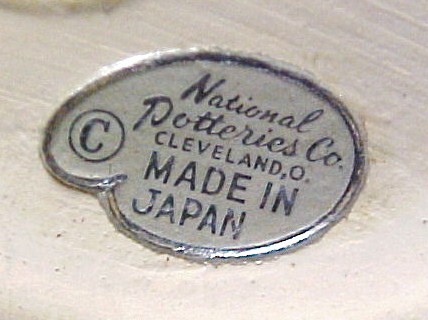 National
©
Potteries Co.
CLEVELAND, O.
MADE IN
JAPAN